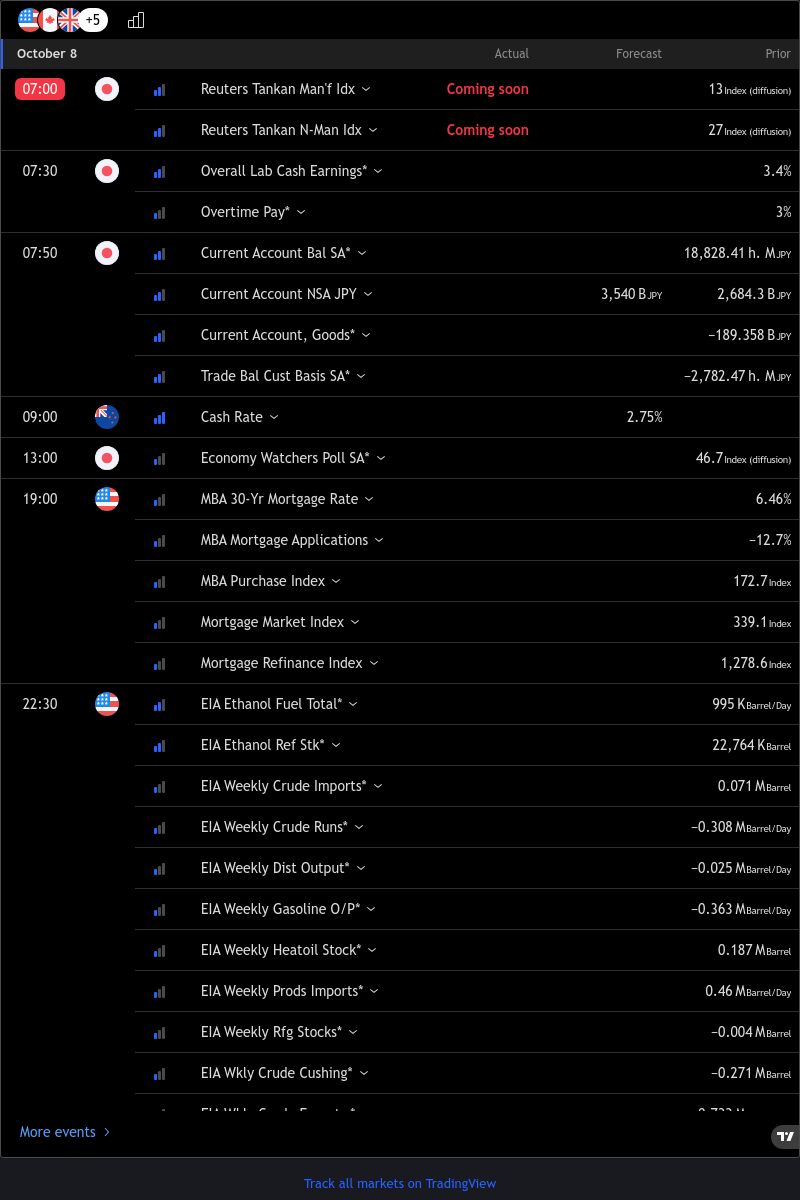 +5
October 8 Actual Forecast Prior
07:00 Reuters Tankan Man'f Idx Coming soon 13 Index (diffusion)
Reuters Tankan N-Man Idx Coming soon 27 Index (diffusion)
07:30 Overall Lab Cash Earnings* 3.4%
Overtime Pay* 3%
07:50 Current Account Bal SA* 18,828.41 h. M JPY
Current Account NSA JPY 3,540 B JPY 2,684.3 B JPY
Current Account, Goods* −189.358 B JPY
Trade Bal Cust Basis SA* −2,782.47 h. M JPY
09:00 Cash Rate 2.75%
13:00 Economy Watchers Poll SA* 46.7 Index (diffusion)
19:00 MBA 30-Yr Mortgage Rate 6.46%
MBA Mortgage Applications −12.7%
MBA Purchase Index 172.7 Index
Mortgage Market Index 339.1 Index
Mortgage Refinance Index 1,278.6 Index
22:30 EIA Ethanol Fuel Total* 995 K Barrel/Day
EIA Ethanol Ref Stk* 22,764 K Barrel
EIA Weekly Crude Imports* 0.071 M Barrel
EIA Weekly Crude Runs* −0.308 M Barrel/Day
EIA Weekly Dist Output* −0.025 M Barrel/Day
EIA Weekly Gasoline O/P* −0.363 M Barrel/Day
EIA Weekly Heatoil Stock* 0.187 M Barrel
EIA Weekly Prods Imports* 0.46 M Barrel/Day
EIA Weekly Rfg Stocks* −0.004 M Barrel
EIA Wkly Crude Cushing* −0.271 M Barrel
More events
Track all markets on TradingView